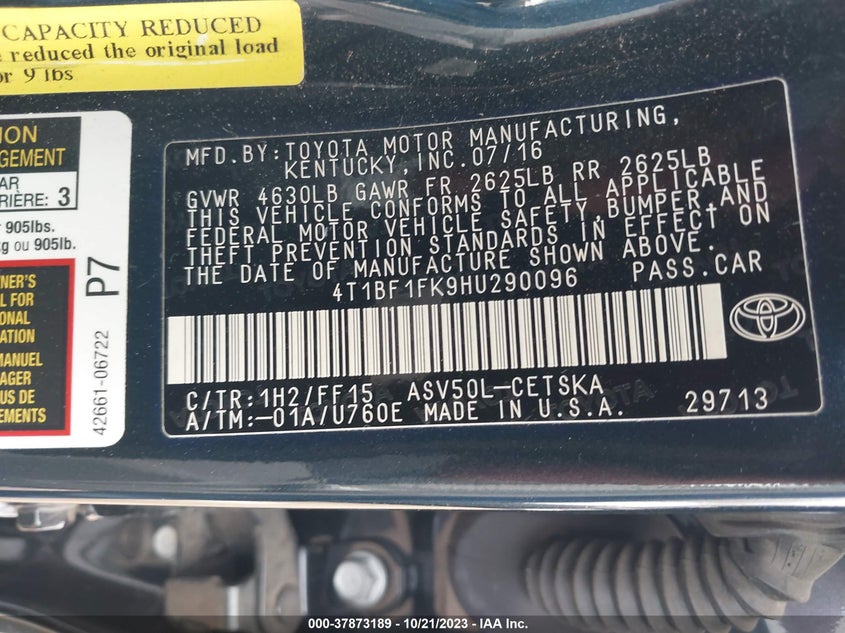 CAPACITY REDUCED
reduced the original load
or 9 lbs
ION
GEMENT
AR
RIÈRE: 3
905lbs.
kg ou 905lb.
NER'S
L FOR
ONAL
ATION
MANUEL
AGER
US DE
EMENTS
P7
42661-06722
MFD.BY:TOYOTA MOTOR MANUFACTURING,
KENTUCKY, INC.07/16
GVWR 4630LB GAWR FR 2625LB RR 2625LB
THIS VEHICLE CONFORMS TO ALL APPLICABLE
FEDERAL MOTOR VEHICLE SAFETY,BUMPER,AND
THEFT PREVENTION STANDARDS IN EFFECT ON
THE DATE OF MANUFACTURE SHOWN ABOVE.
4T1BF1FK9HU290096 PASS.CAR
C/TR:1H2/FF15 ASV50L-CETSKA
A/TM:-01A/U760E MADE IN U.S.A. 29713
000-37873189 - 10/21/2023 - IAA Inc.